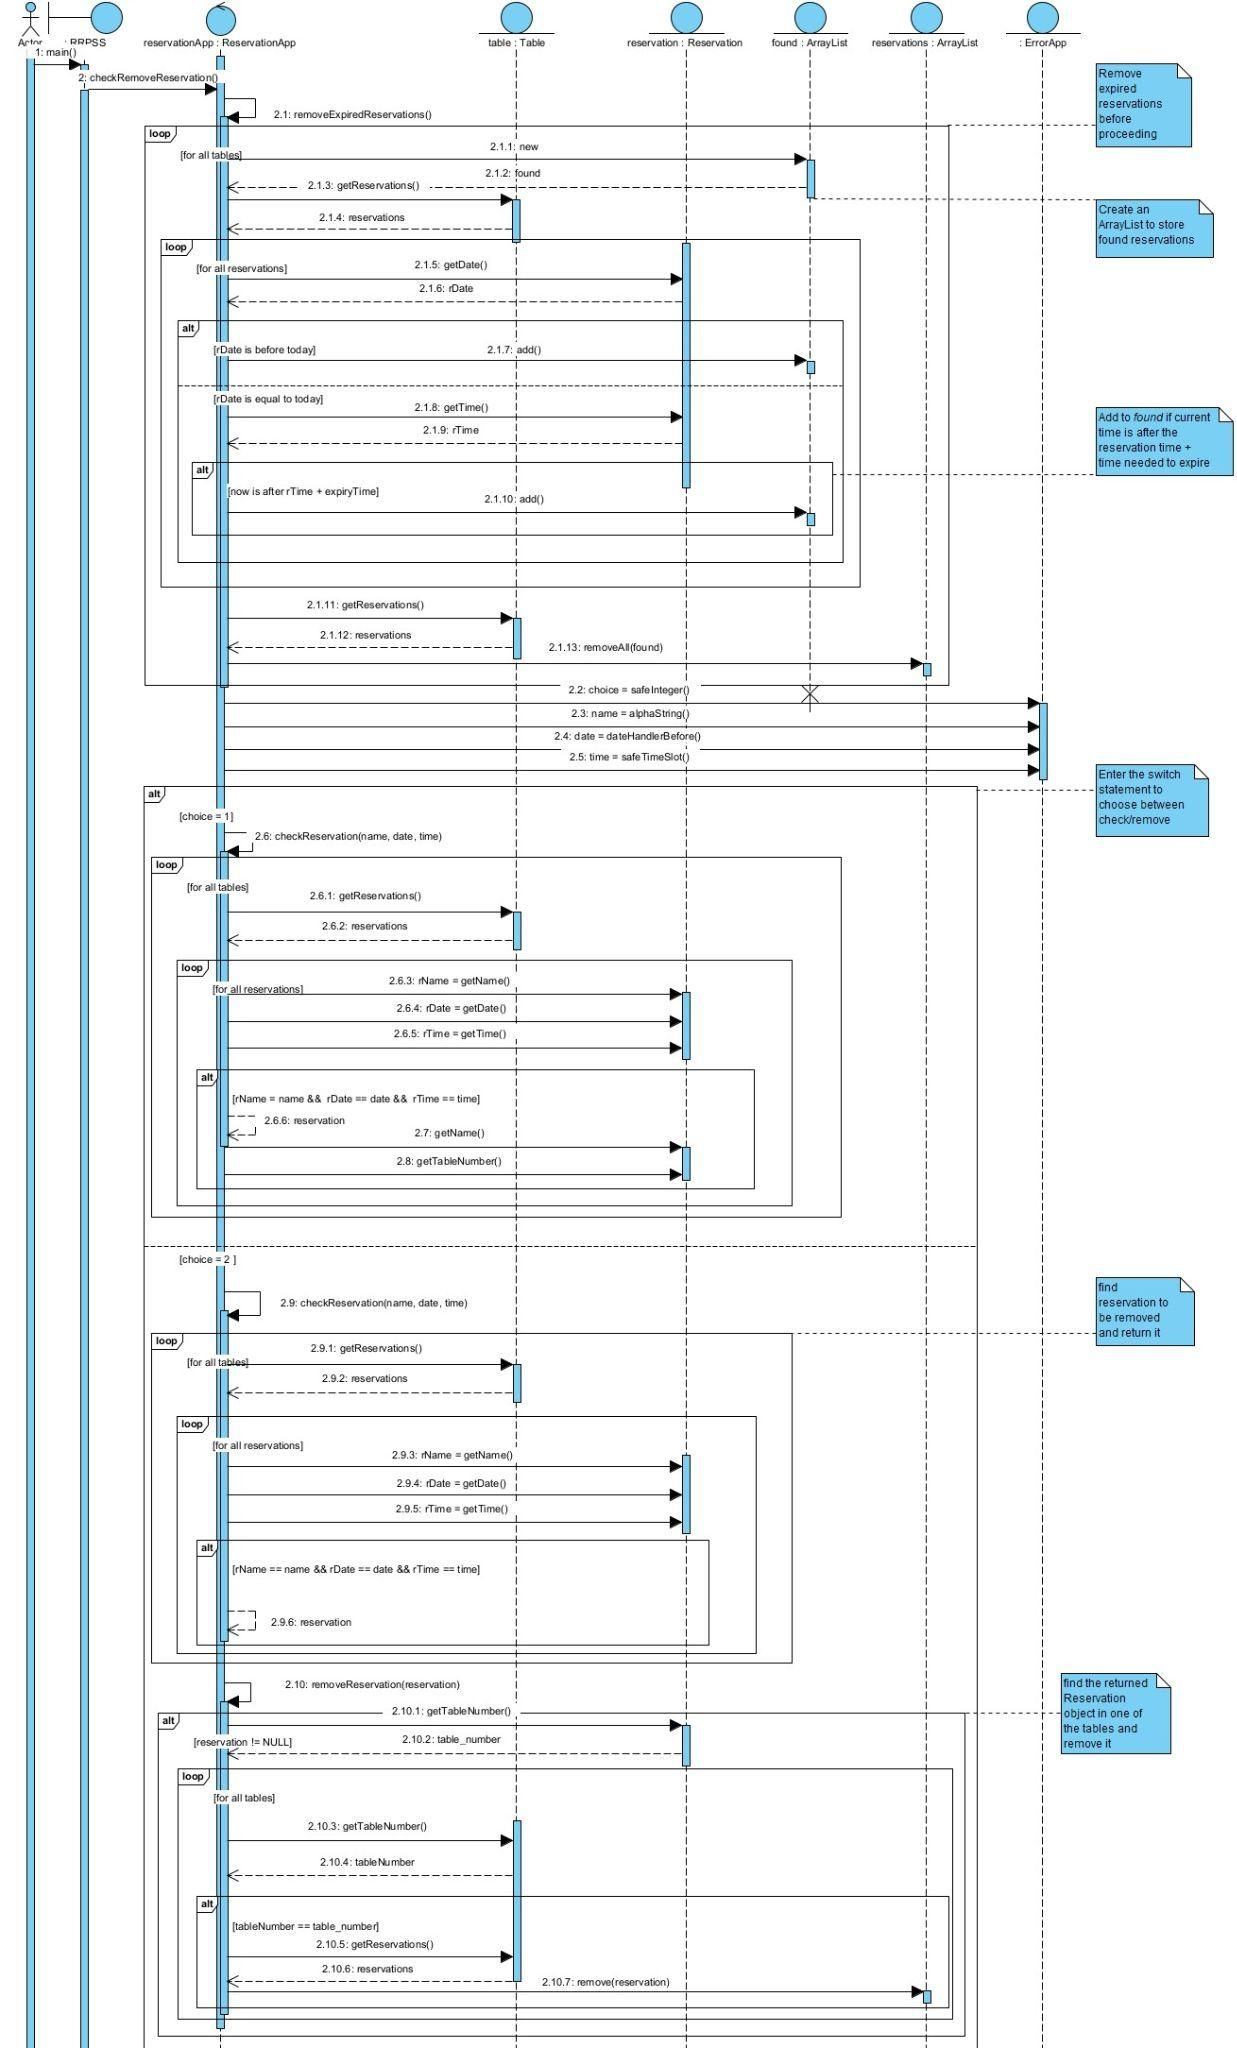 Actor
: RRPSS
reservationApp : ReservationApp
table : Table
reservation : Reservation
found : ArrayList
reservations : ArrayList
: ErrorApp
1: main()
2: checkRemoveReservation()
Remove
expired
reservations
before
proceeding
2.1: removeExpiredReservations()
loop
[for all tables]
2.1.1: new
2.1.2: found
2.1.3: getReservations()
Create an
ArrayList to store
found reservations
2.1.4: reservations
loop
[for all reservations]
2.1.5: getDate()
2.1.6: rDate
alt
[rDate is before today]
2.1.7: add()
[rDate is equal to today]
2.1.8: getTime()
2.1.9: rTime
Add to found if current
time is after the
reservation time +
time needed to expire
alt
[now is after rTime + expiryTime]
2.1.10: add()
2.1.11: getReservations()
2.1.12: reservations
2.1.13: removeAll(found)
2.2: choice = safeInteger()
2.3: name = alphaString()
2.4: date = dateHandlerBefore()
2.5: time = safeTimeSlot()
Enter the switch
statement to
choose between
check/remove
alt
[choice = 1]
2.6: checkReservation(name, date, time)
loop
[for all tables]
2.6.1: getReservations()
2.6.2: reservations
loop
[for all reservations]
2.6.3: rName = getName()
2.6.4: rDate = getDate()
2.6.5: rTime = getTime()
alt
[rName = name && rDate == date && rTime == time]
2.6.6: reservation
2.7: getName()
2.8: getTableNumber()
[choice = 2 ]
find
reservation to
be removed
and return it
2.9: checkReservation(name, date, time)
loop
[for all tables]
2.9.1: getReservations()
2.9.2: reservations
loop
[for all reservations]
2.9.3: rName = getName()
2.9.4: rDate = getDate()
2.9.5: rTime = getTime()
alt
[rName == name && rDate == date && rTime == time]
2.9.6: reservation
2.10: removeReservation(reservation)
find the returned
Reservation
object in one of
the tables and
remove it
alt
[reservation != NULL]
2.10.1: getTableNumber()
2.10.2: table_number
loop
[for all tables]
2.10.3: getTableNumber()
2.10.4: tableNumber
alt
[tableNumber == table_number]
2.10.5: getReservations()
2.10.6: reservations
2.10.7: remove(reservation)